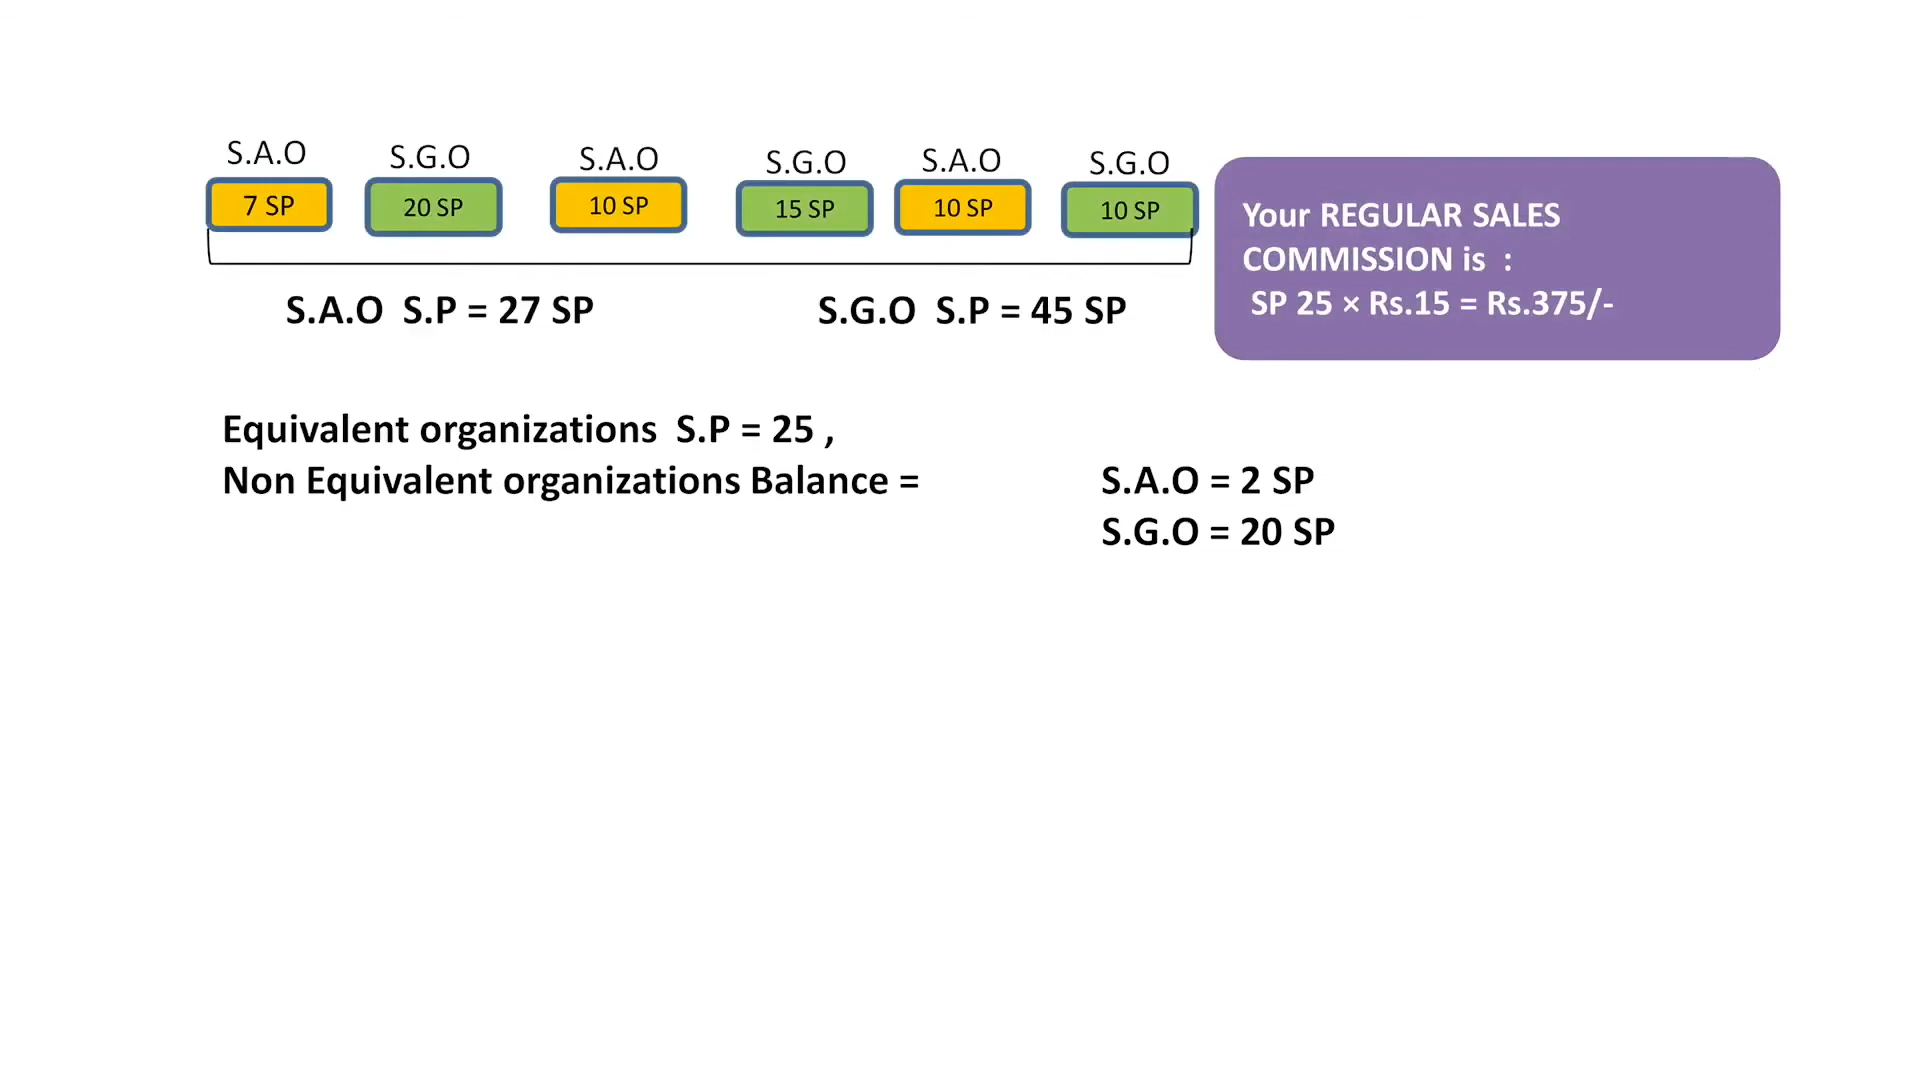 S.A.O S.G.O S.A.O S.G.O S.A.O S.G.O
7 SP 20 SP 10 SP 15 SP 10 SP 10 SP
S.A.O S.P = 27 SP S.G.O S.P = 45 SP
Your REGULAR SALES
COMMISSION is :
SP 25 × Rs.15 = Rs.375/-
Equivalent organizations S.P = 25 ,
Non Equivalent organizations Balance = S.A.O = 2 SP
S.G.O = 20 SP